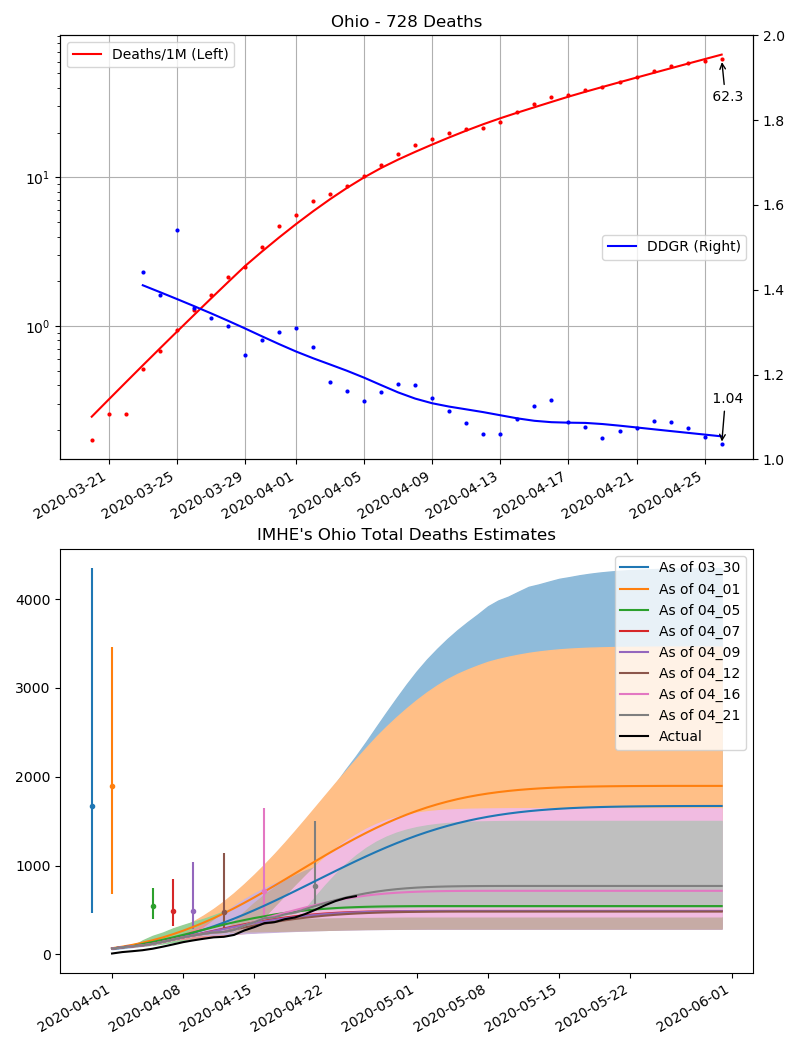 Ohio - 728 Deaths
Deaths/1M (Left)
62.3
DDGR (Right)
1.04
10¹
10⁰
2.0
1.8
1.6
1.4
1.2
1.0
2020-03-21
2020-03-25
2020-03-29
2020-04-01
2020-04-05
2020-04-09
2020-04-13
2020-04-17
2020-04-21
2020-04-25
IMHE's Ohio Total Deaths Estimates
4000
3000
2000
1000
0
As of 03_30
As of 04_01
As of 04_05
As of 04_07
As of 04_09
As of 04_12
As of 04_16
As of 04_21
Actual
2020-04-01
2020-04-08
2020-04-15
2020-04-22
2020-05-01
2020-05-08
2020-05-15
2020-05-22
2020-06-01